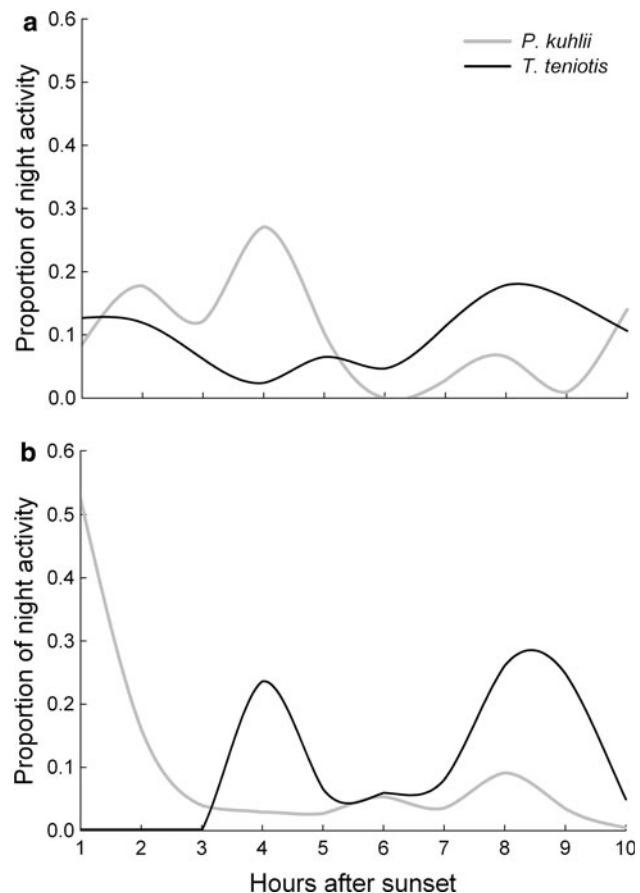 a
0.6
P. kuhlii
T. teniotis
0.5
0.4
0.3
0.2
0.1
0.0
Proportion of night activity
b
0.6
0.5
0.4
0.3
0.2
0.1
0.0
Proportion of night activity
1 2 3 4 5 6 7 8 9 10
Hours after sunset